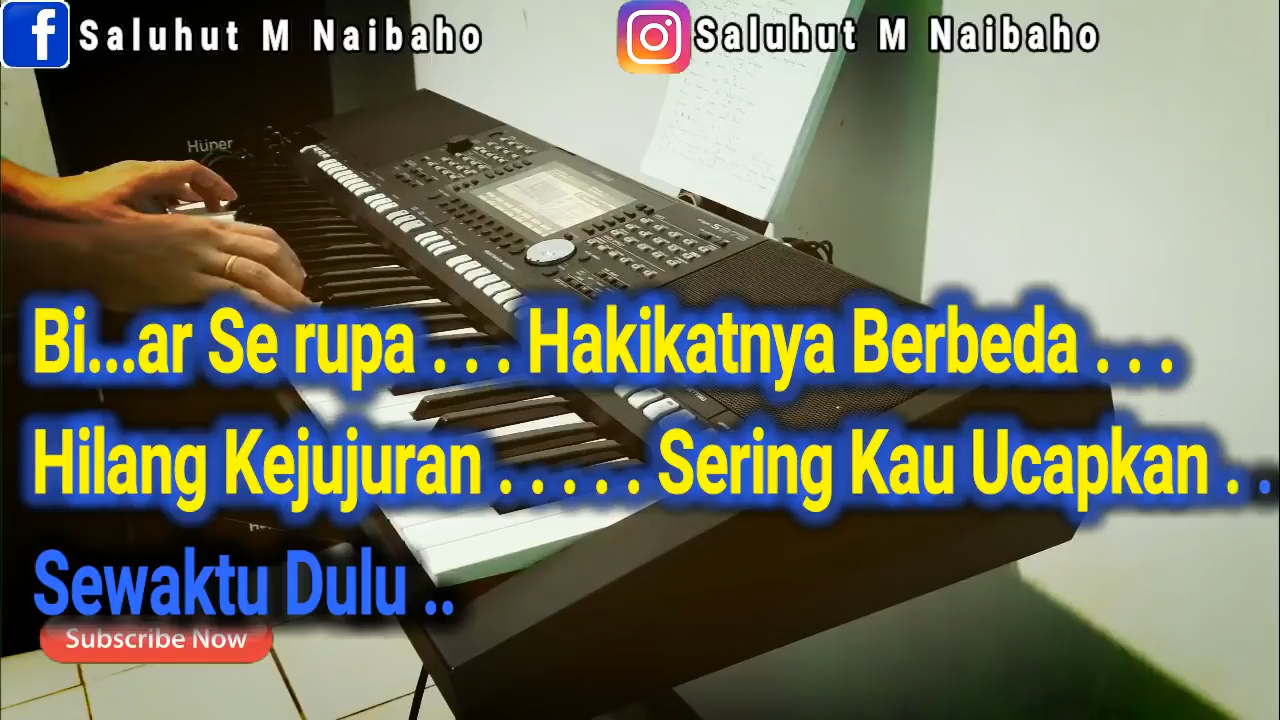 Saluhut M Naibaho
Saluhut M Naibaho
Hüper
Bi...ar Se rupa . . . Hakikatnya Berbeda . . .
Hilang Kejujuran . . . . . Sering Kau Ucapkan . .
Sewaktu Dulu ..
Subscribe Now